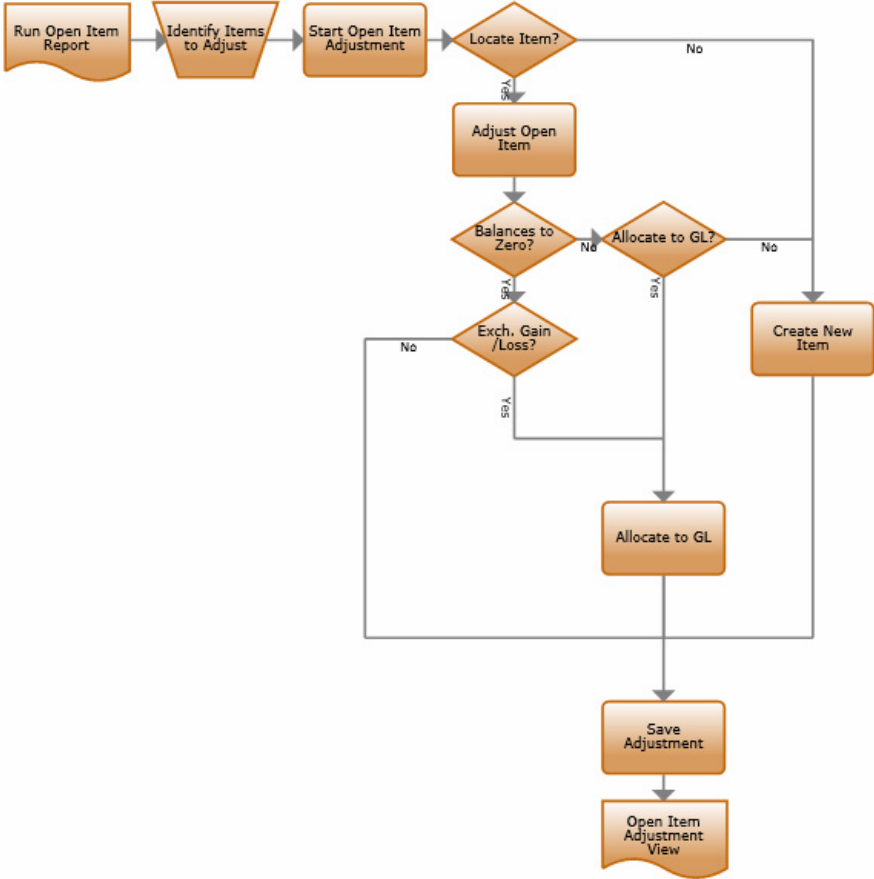 Run Open Item
Report
Identify Items
to Adjust
Start Open Item
Adjustment
Locate Item?
No
Yes
Adjust Open
Item
Balances to
Zero?
No
Allocate to GL?
No
Yes
Yes
Exch. Gain
/Loss?
No
Create New
Item
Yes
Allocate to GL
Save
Adjustment
Open Item
Adjustment
View